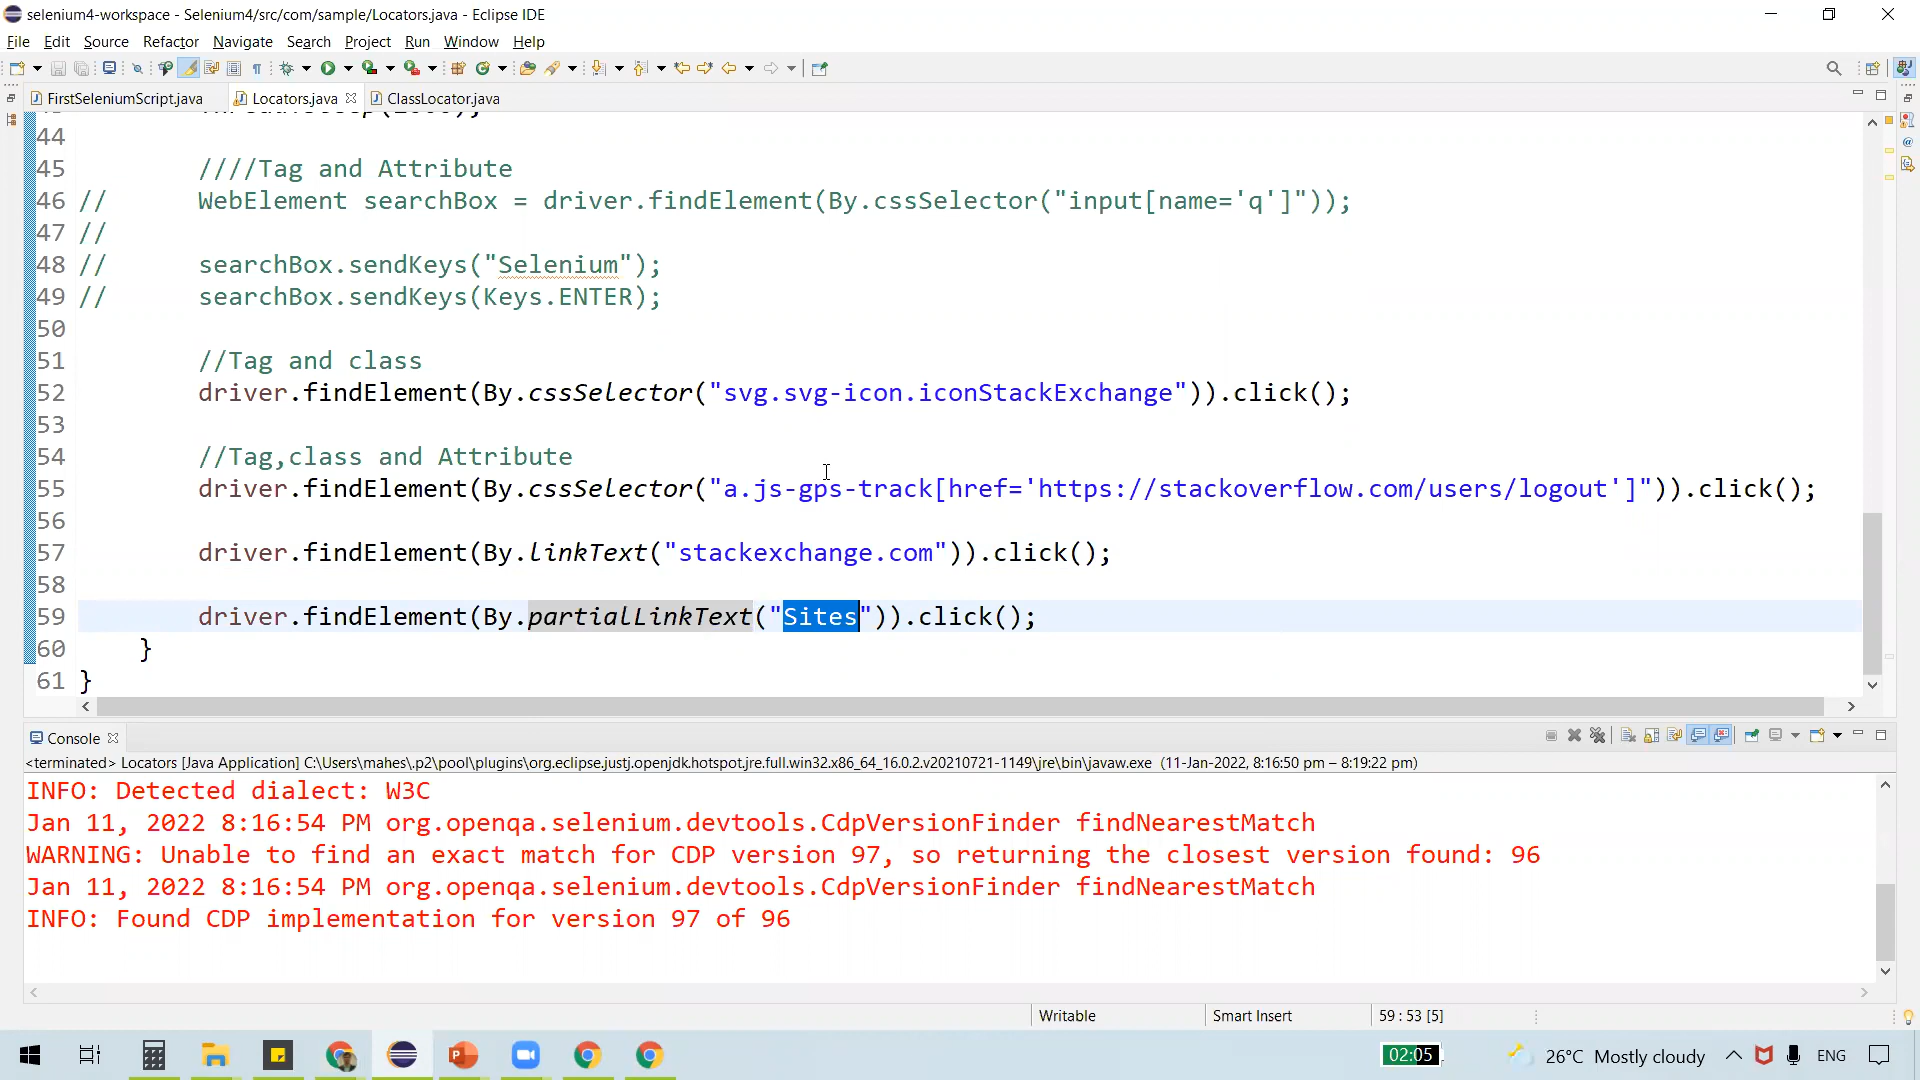 selenium4-workspace - Selenium4/src/com/sample/Locators.java - Eclipse IDE
File Edit Source Refactor Navigate Search Project Run Window Help
FirstSeleniumScript.java Locators.java ClassLocator.java
44
45 ////Tag and Attribute
46 // WebElement searchBox = driver.findElement(By.cssSelector("input[name='q']"));
47 //
48 // searchBox.sendKeys("Selenium");
49 // searchBox.sendKeys(Keys.ENTER);
50
51 //Tag and class
52 driver.findElement(By.cssSelector("svg.svg-icon.iconStackExchange")).click();
53
54 //Tag,class and Attribute
55 driver.findElement(By.cssSelector("a.js-gps-track[href='https://stackoverflow.com/users/logout']")).click();
56
57 driver.findElement(By.linkText("stackexchange.com")).click();
58
59 driver.findElement(By.partialLinkText("Sites")).click();
60 }
61 }
Console
<terminated> Locators [Java Application] C:\Users\mahes\.p2\pool\plugins\org.eclipse.justj.openjdk.hotspot.jre.full.win32.x86_64_16.0.2.v20210721-1149\jre\bin\javaw.exe (11-Jan-2022, 8:16:50 pm – 8:19:22 pm)
INFO: Detected dialect: W3C
Jan 11, 2022 8:16:54 PM org.openqa.selenium.devtools.CdpVersionFinder findNearestMatch
WARNING: Unable to find an exact match for CDP version 97, so returning the closest version found: 96
Jan 11, 2022 8:16:54 PM org.openqa.selenium.devtools.CdpVersionFinder findNearestMatch
INFO: Found CDP implementation for version 97 of 96
Writable Smart Insert 59 : 53 [5]
02:05 26°C Mostly cloudy ENG